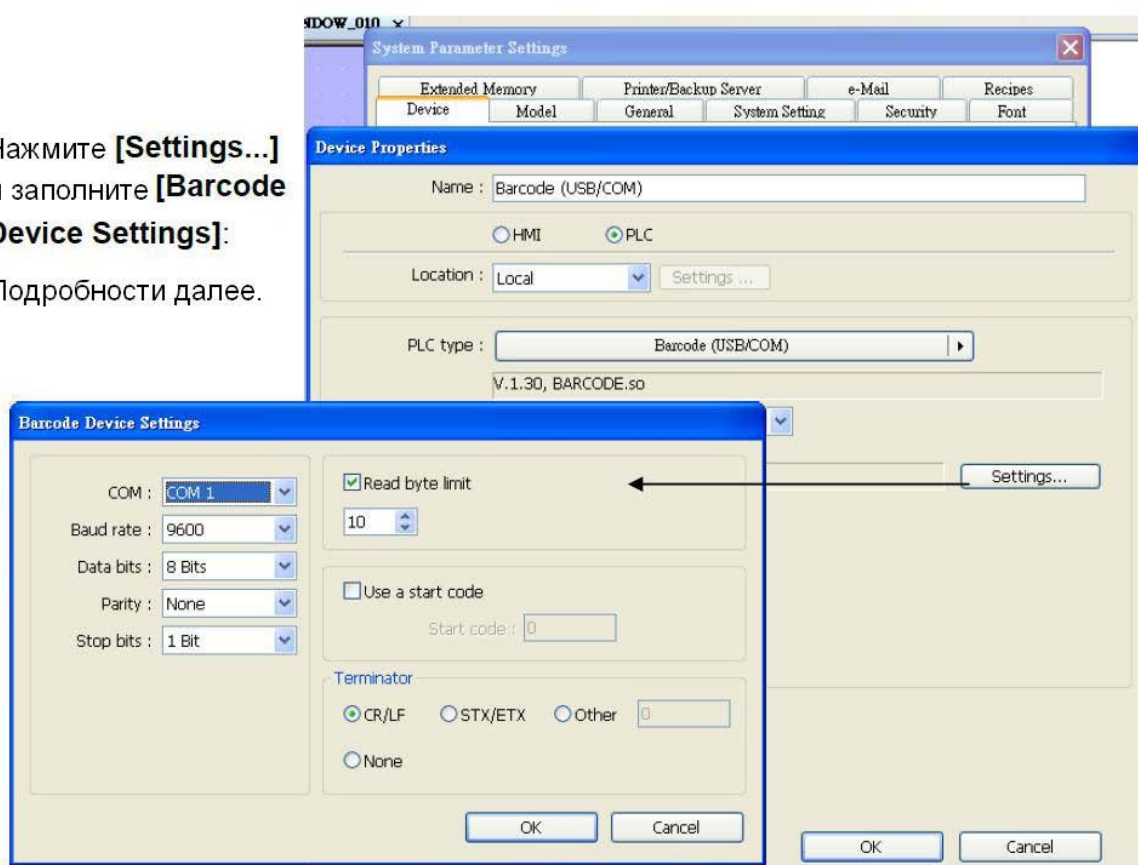 NDOW_010 ×
System Parameter Settings
Extended Memory Printer/Backup Server e-Mail Recipes
Device Model General System Setting Security Font
Нажмите [Settings...]
и заполните [Barcode
Device Settings]:
Подробности далее.
Device Properties
Name : Barcode (USB/COM)
HMI PLC
Location : Local Settings ...
PLC type : Barcode (USB/COM)
V.1.30, BARCODE.so
Settings...
Barcode Device Settings
COM : COM 1
Baud rate : 9600
Data bits : 8 Bits
Parity : None
Stop bits : 1 Bit
Read byte limit
10
Use a start code
Start code : 0
Terminator
CR/LF STX/ETX Other 0
None
OK Cancel
OK Cancel